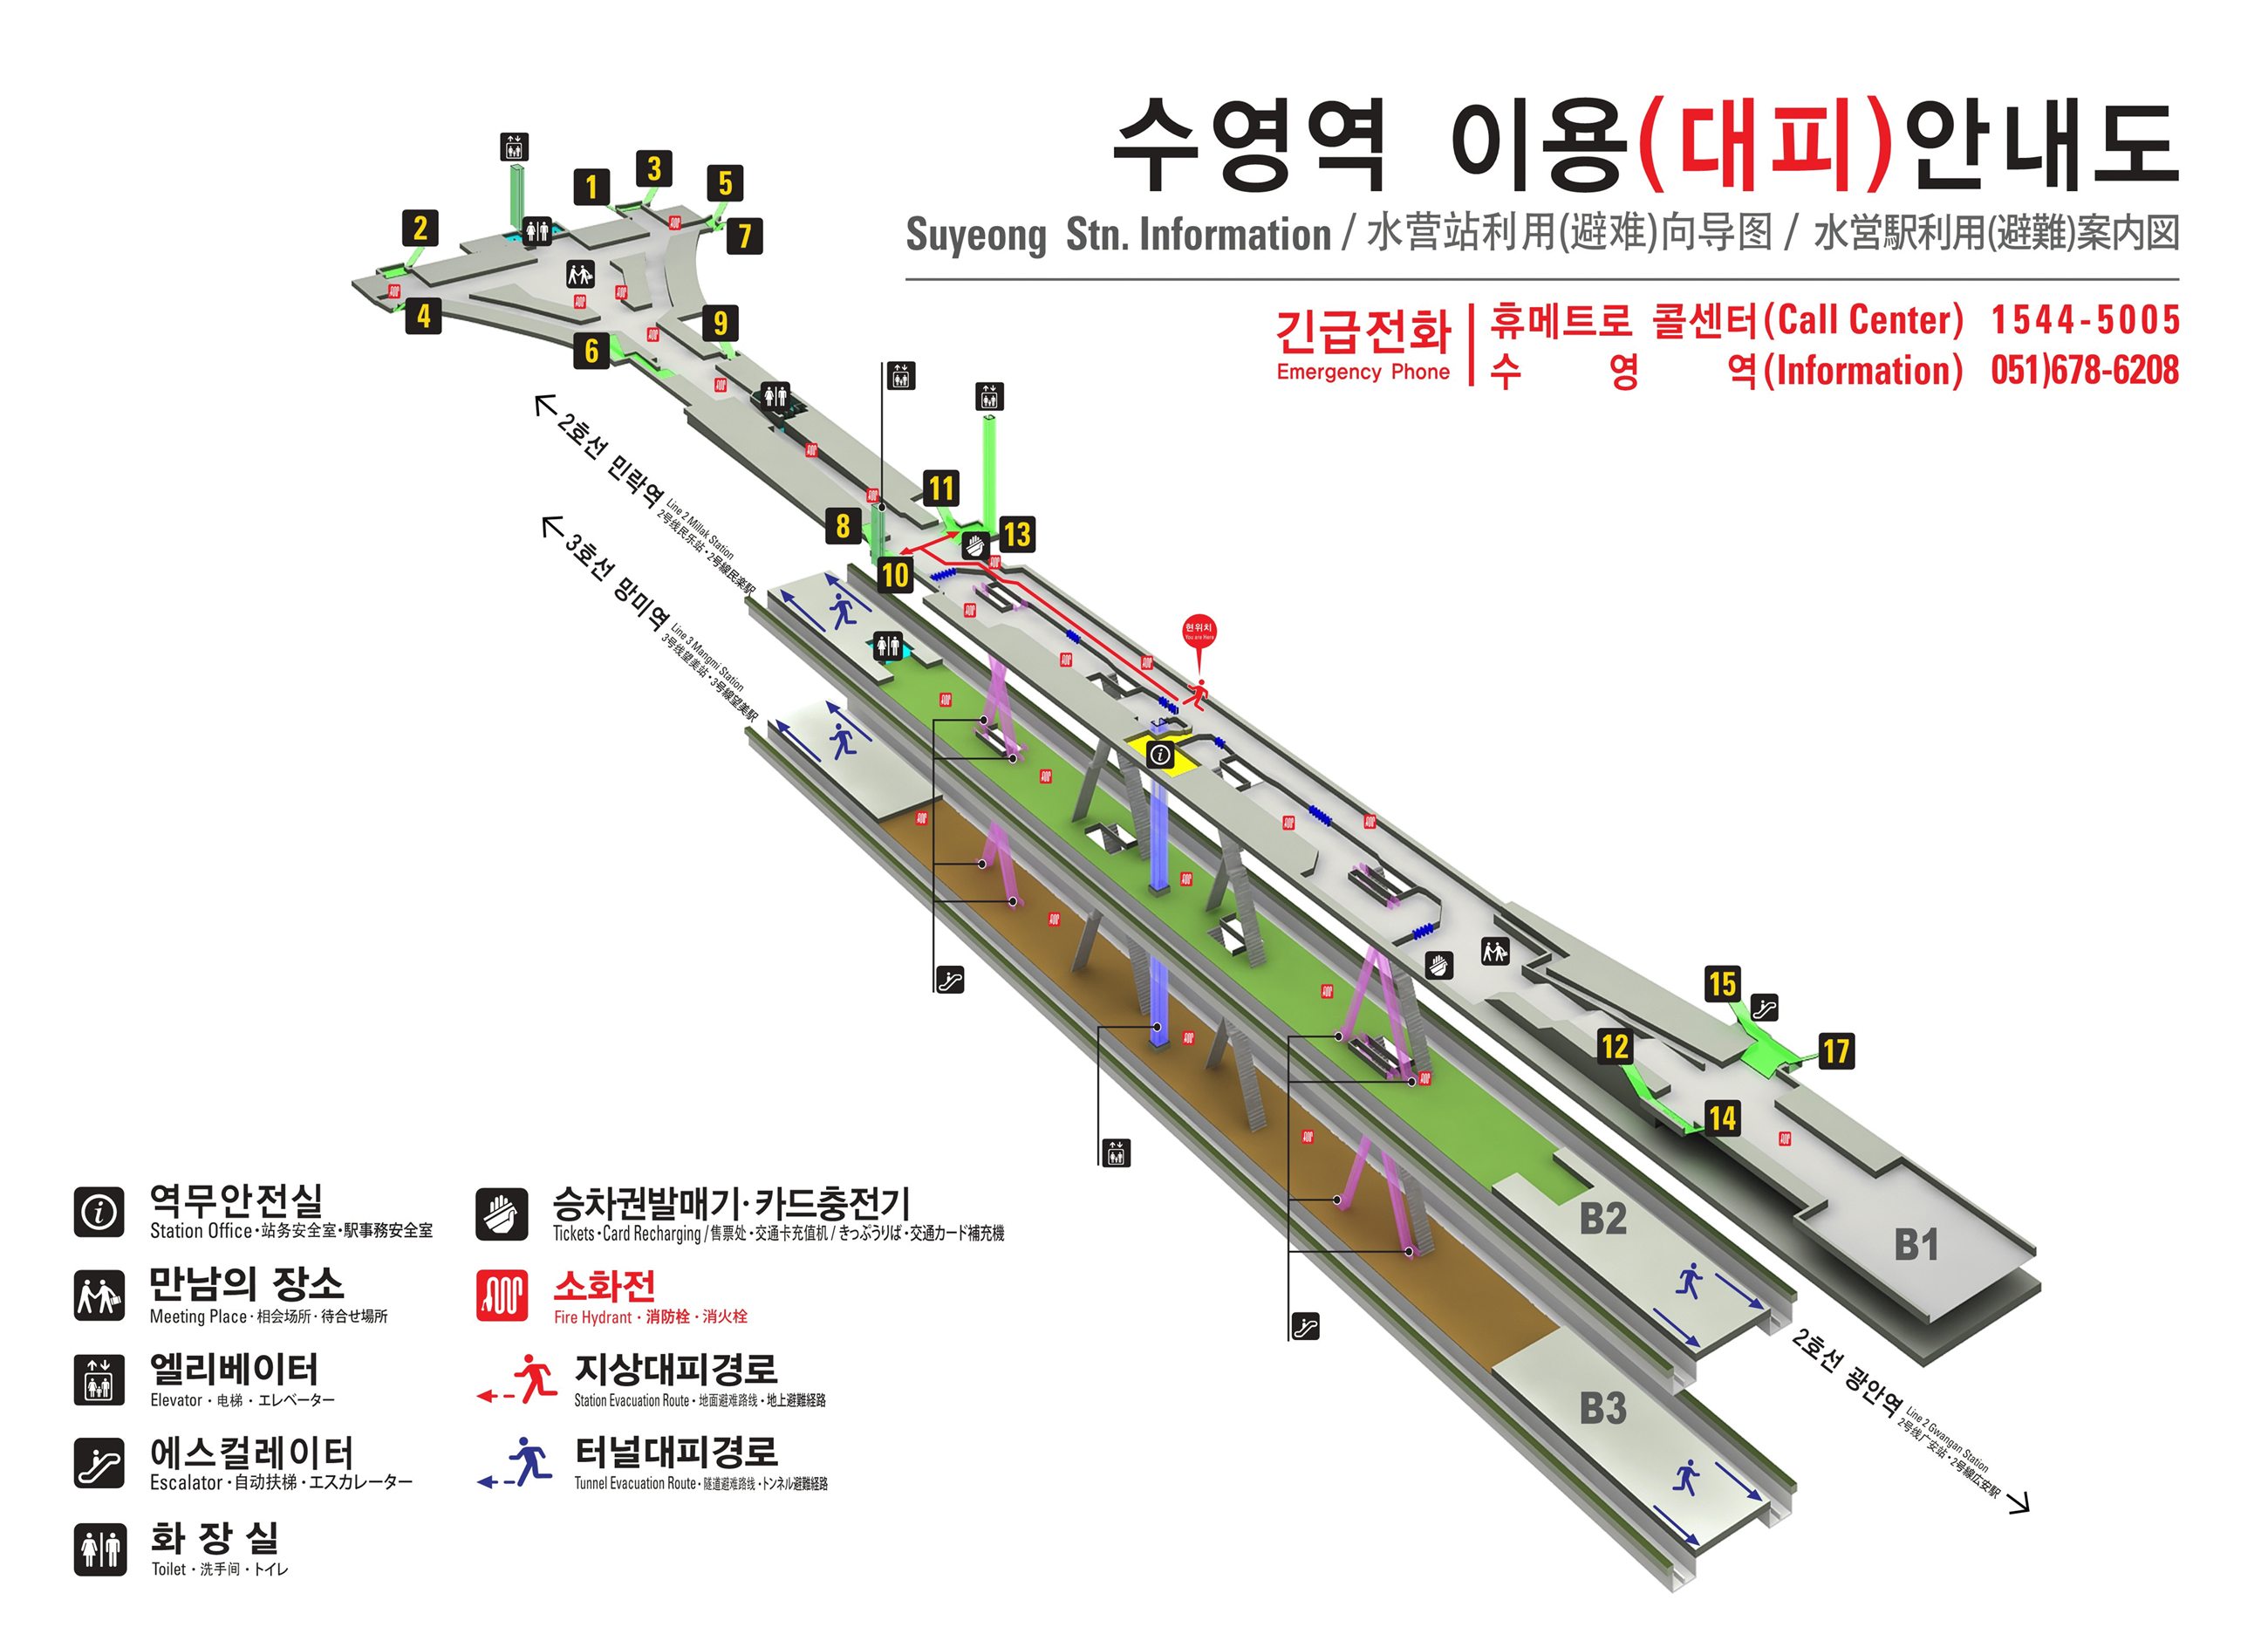 수영역 이용(대피)안내도
Suyeong Stn. Information / 水营站利用(避难)向导图 / 水営駅利用(避難)案内図
긴급전화
Emergency Phone
휴메트로 콜센터(Call Center) 1544-5005
수영역(Information) 051)678-6208
1
3
5
2
7
4
9
6
2호선 민락역
Line 2 Millak Station
2号线民乐站・2号線民楽駅
3호선 망미역
Line 3 Mangmi Station
3号线望美站・3号線望美駅
11
8
13
10
현위치
You are Here
15
12
17
14
B2
B1
B3
2호선 광안역
Line 2 Gwangan Station
2号线广安站・2号線広安駅
역무안전실
Station Office・站务安全室・駅事務安全室
만남의 장소
Meeting Place・相会场所・待合せ場所
엘리베이터
Elevator・电梯・エレベーター
에스컬레이터
Escalator・自动扶梯・エスカレーター
화 장 실
Toilet・洗手间・トイレ
승차권발매기·카드충전기
Tickets・Card Recharging / 售票处・交通卡充值机 / きっぷうりば・交通カード補充機
소화전
Fire Hydrant・消防栓・消火栓
지상대피경로
Station Evacuation Route・地面避难路线・地上避難経路
터널대피경로
Tunnel Evacuation Route・隧道避难路线・トンネル避難経路